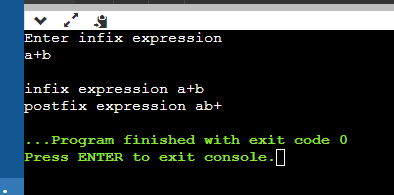 Enter infix expression
a+b
infix expression a+b
postfix expression ab+
...Program finished with exit code 0
Press ENTER to exit console.